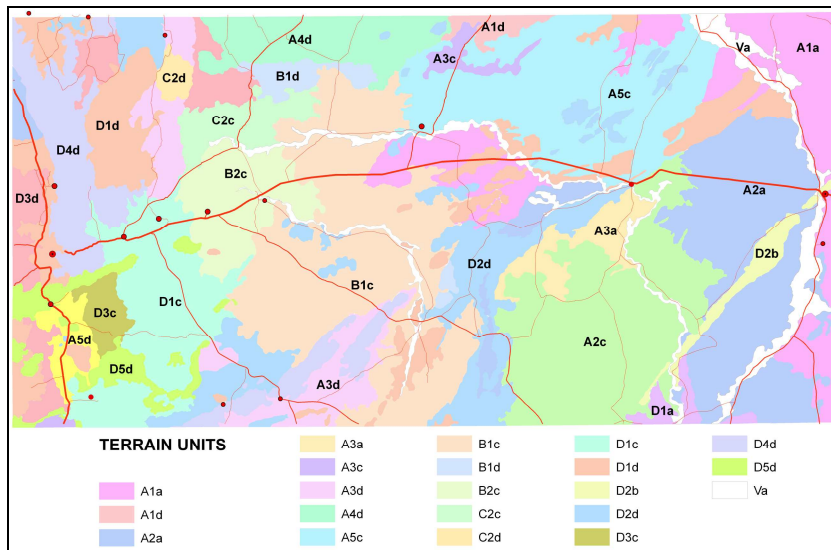 A4d
A1d
A3c
Va
A1a
C2d
B1d
A5c
C2c
D1d
D4d
B2c
D3d
A2a
A3a
D2b
D2d
B1c
D1c
D3c
A5d
A2c
D5d
A3d
D1a
TERRAIN UNITS
A1a
A1d
A2a
A3a
A3c
A3d
A4d
A5c
B1c
B1d
B2c
C2c
C2d
D1c
D1d
D2b
D2d
D3c
D4d
D5d
Va